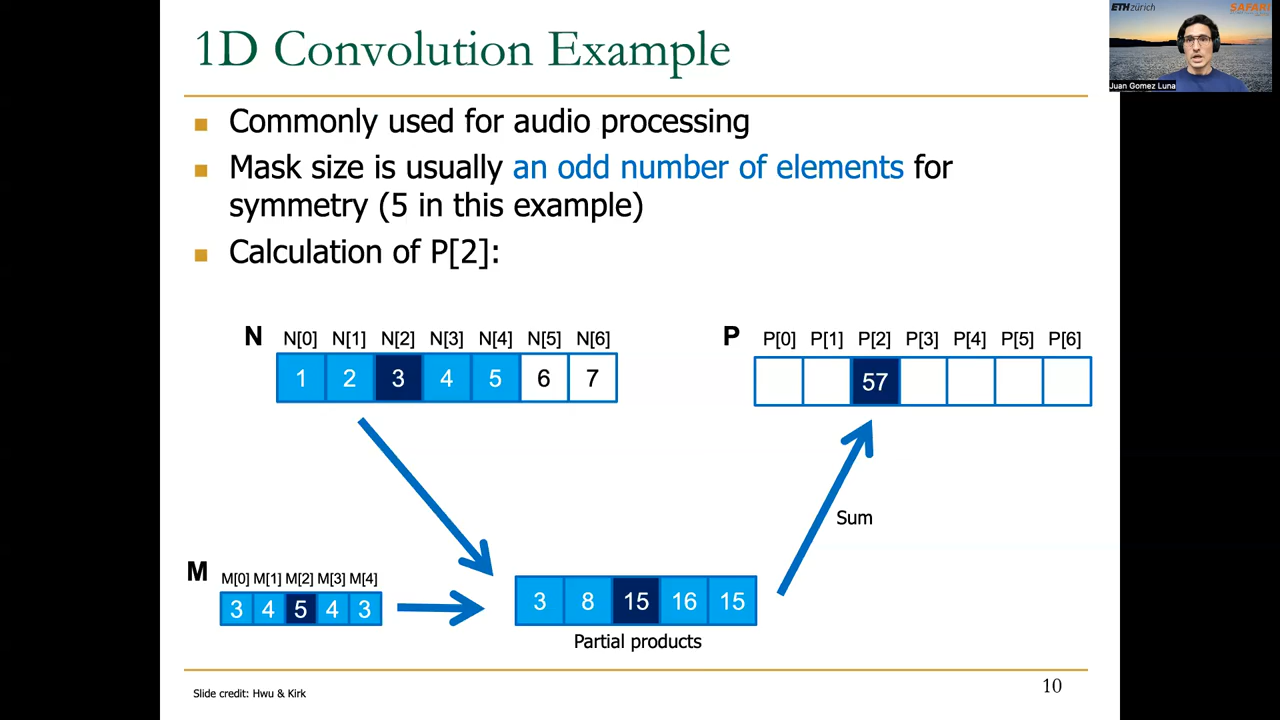 1D Convolution Example
ETH zürich
SAFARI
Juan Gomez Luna
Commonly used for audio processing
Mask size is usually an odd number of elements for
symmetry (5 in this example)
Calculation of P[2]:
N N[0] N[1] N[2] N[3] N[4] N[5] N[6]
1 2 3 4 5 6 7
P P[0] P[1] P[2] P[3] P[4] P[5] P[6]
57
Sum
M M[0] M[1] M[2] M[3] M[4]
3 4 5 4 3
3 8 15 16 15
Partial products
Slide credit: Hwu & Kirk
10